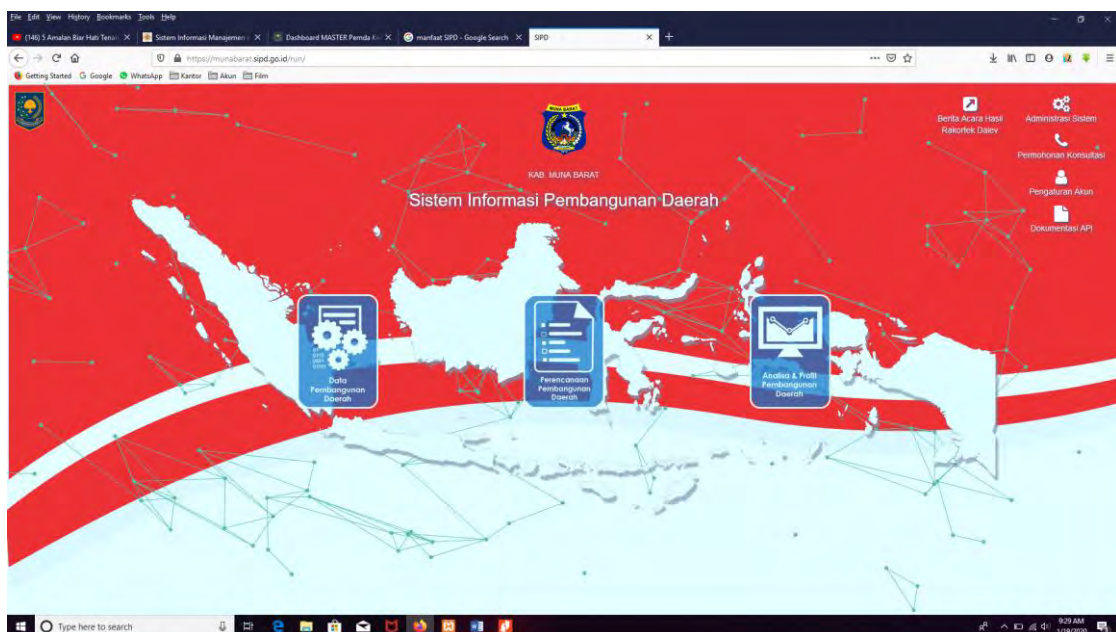 File Edit View History Bookmarks Tools Help
(146) 5 Amalan Biar Hati Tenan
Sistem Informasi Manajemen
Dashboard MASTER Pemda
manfaat SIPD - Google Search
SIPD
https://munabarat.sipd.go.id/run/
Getting Started Google WhatsApp Kantor Akun Film
MUNA BARAT
KAB. MUNA BARAT
Sistem Informasi Pembangunan Daerah
Berita Acara Hasil
Rakortek Dalev
Administrasi Sistem
Permohonan Konsultasi
Pengaturan Akun
Dokumentasi API
Data
Pembangunan
Daerah
Perencanaan
Pembangunan
Daerah
Analisa & Profil
Pembangunan
Daerah
Type here to search
9:29 AM
1/19/2020